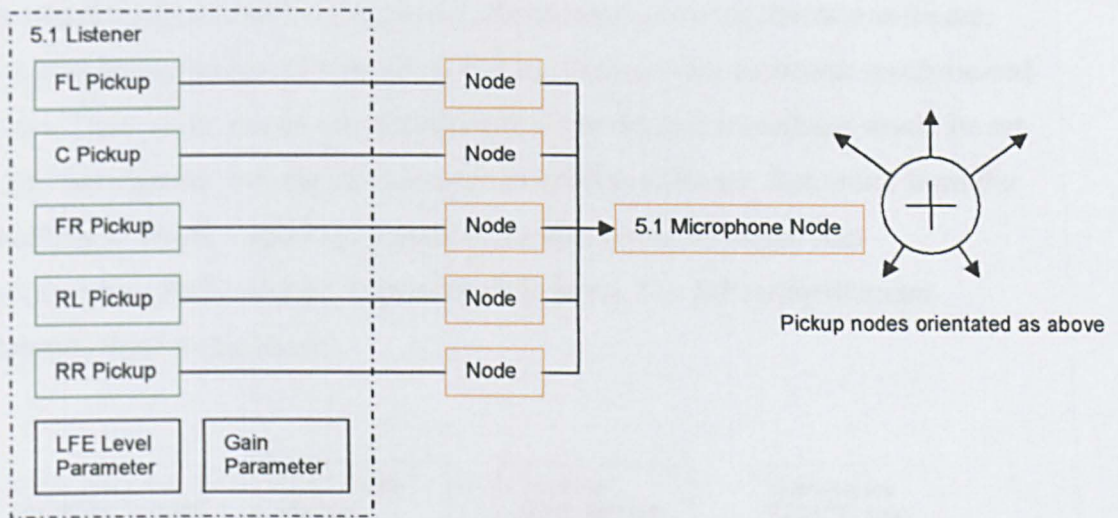 5.1 Listener
FL Pickup
Node
C Pickup
Node
FR Pickup
Node
5.1 Microphone Node
RL Pickup
Node
RR Pickup
Node
Pickup nodes orientated as above
LFE Level
Parameter
Gain
Parameter